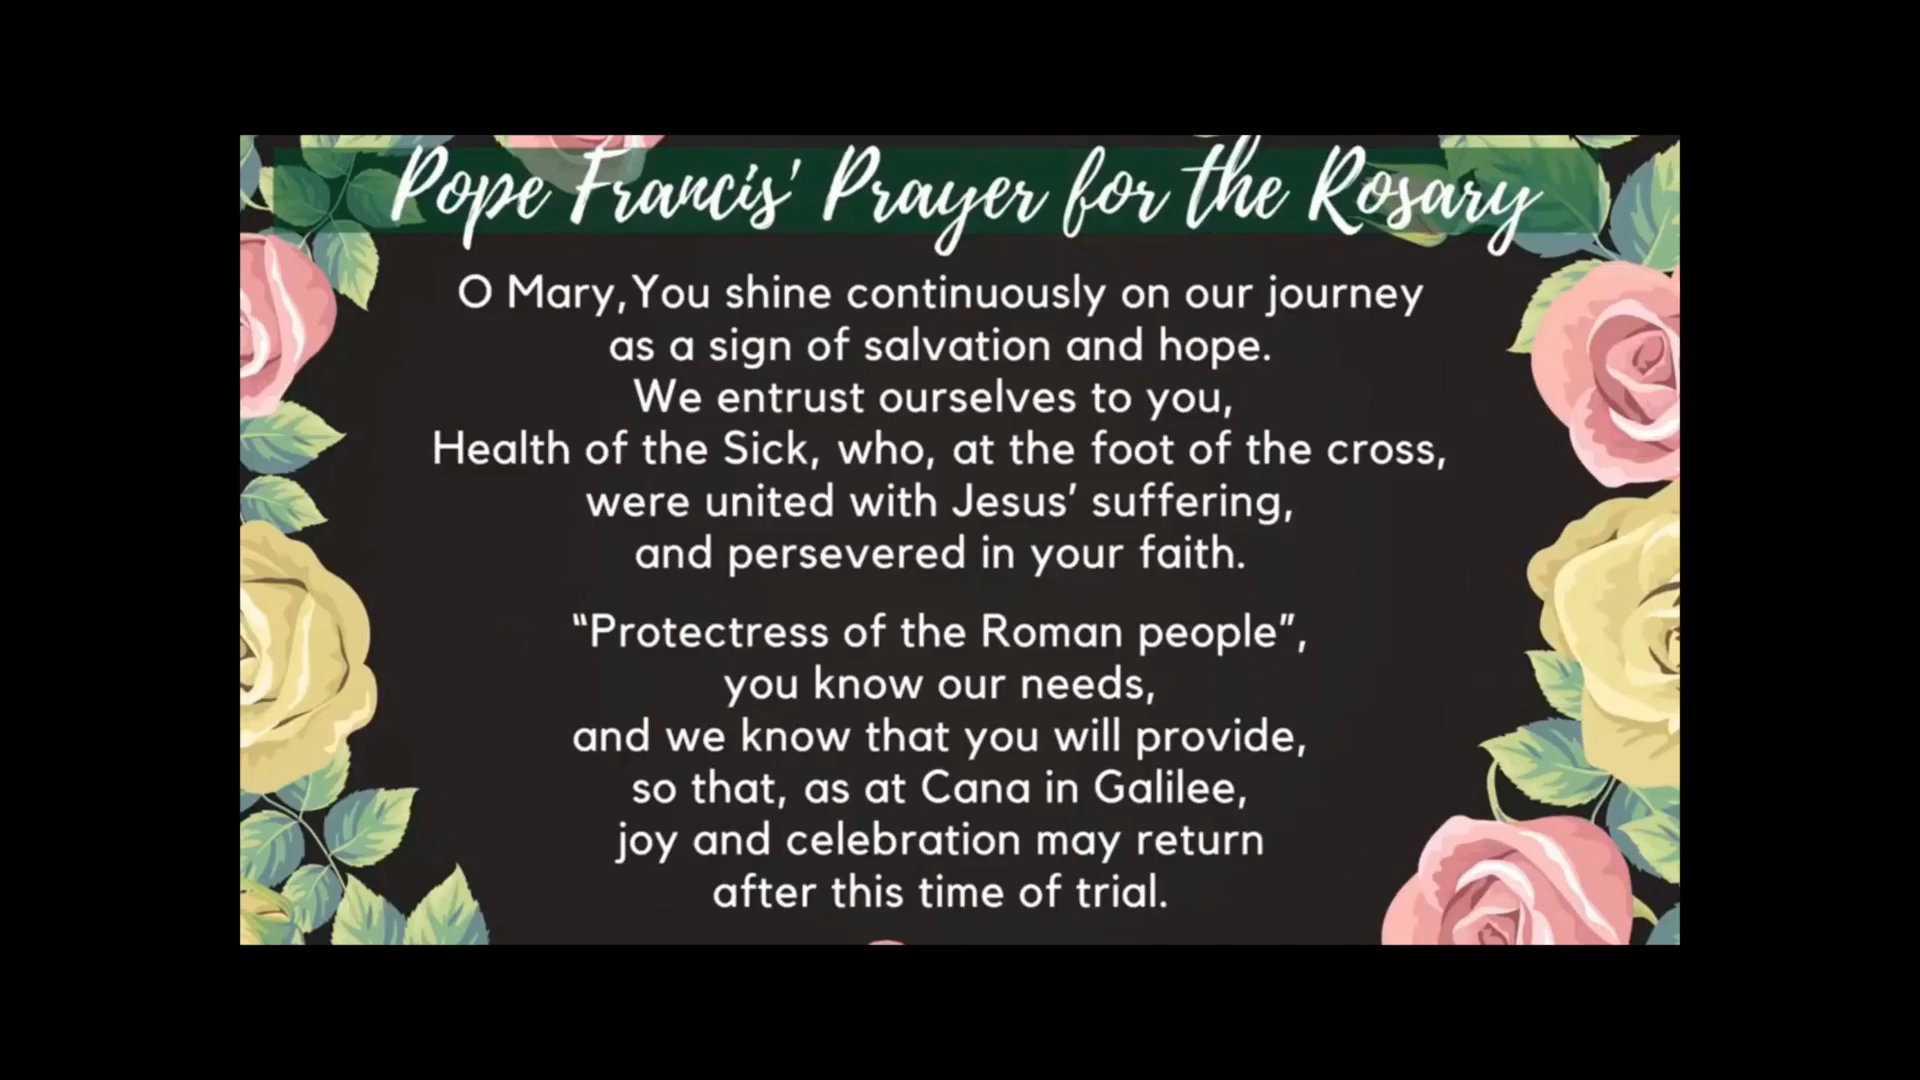 Pope Francis' Prayer for the Rosary
O Mary,You shine continuously on our journey
as a sign of salvation and hope.
We entrust ourselves to you,
Health of the Sick, who, at the foot of the cross,
were united with Jesus’ suffering,
and persevered in your faith.
“Protectress of the Roman people”,
you know our needs,
and we know that you will provide,
so that, as at Cana in Galilee,
joy and celebration may return
after this time of trial.